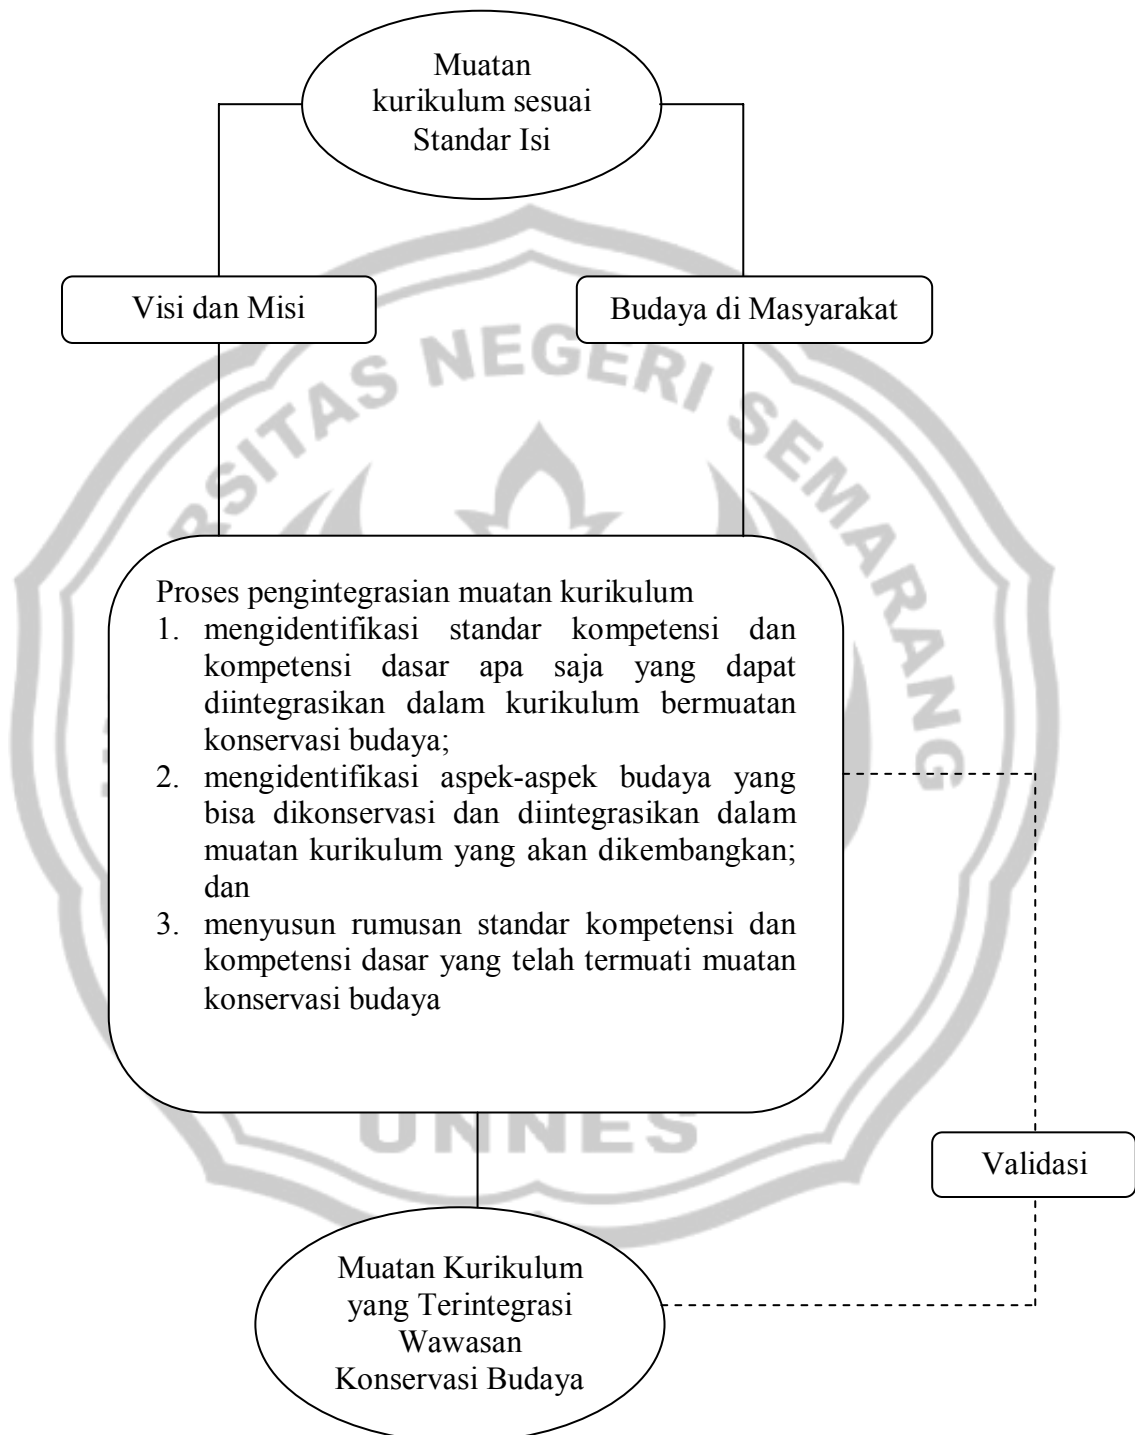 Muatan
kurikulum sesuai
Standar Isi
Visi dan Misi
Budaya di Masyarakat
NEGERI SEMARANG
Proses pengintegrasian muatan kurikulum
1. mengidentifikasi standar kompetensi dan
kompetensi dasar apa saja yang dapat
diintegrasikan dalam kurikulum bermuatan
konservasi budaya;
2. mengidentifikasi aspek-aspek budaya yang
bisa dikonservasi dan diintegrasikan dalam
muatan kurikulum yang akan dikembangkan;
dan
3. menyusun rumusan standar kompetensi dan
kompetensi dasar yang telah termuati muatan
konservasi budaya
UNNES
Validasi
Muatan Kurikulum
yang Terintegrasi
Wawasan
Konservasi Budaya